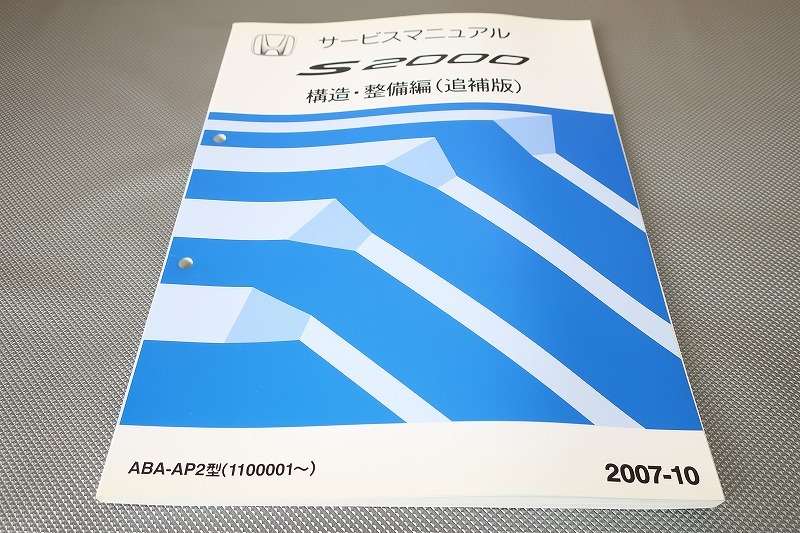 サービスマニュアル
S2000
構造・整備編(追補版)
ABA-AP2型(1100001~)
2007-10